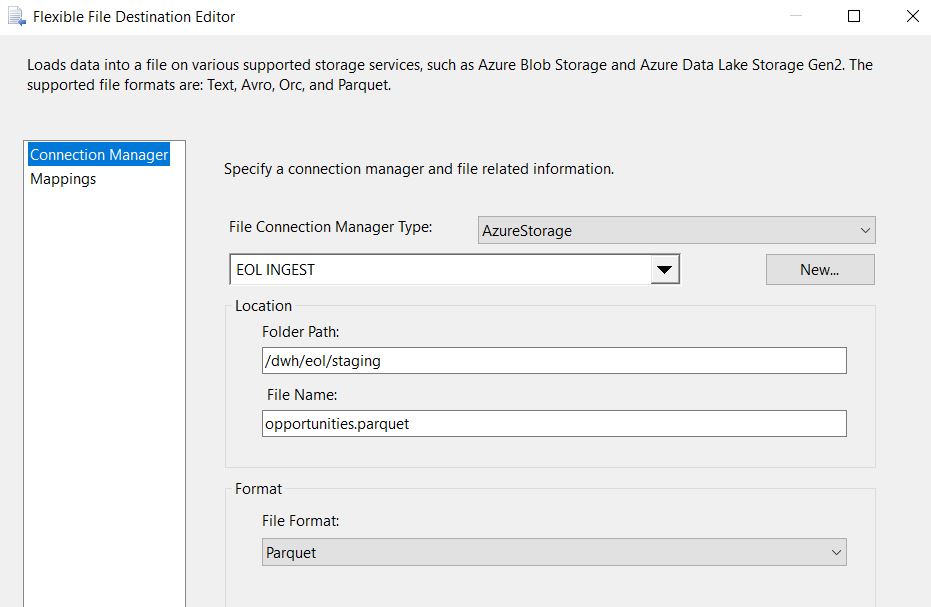 Flexible File Destination Editor
Loads data into a file on various supported storage services, such as Azure Blob Storage and Azure Data Lake Storage Gen2. The
supported file formats are: Text, Avro, Orc, and Parquet.
Connection Manager
Mappings
Specify a connection manager and file related information.
File Connection Manager Type:
AzureStorage
EOL INGEST
New...
Location
Folder Path:
/dwh/eol/staging
File Name:
opportunities.parquet
Format
File Format:
Parquet